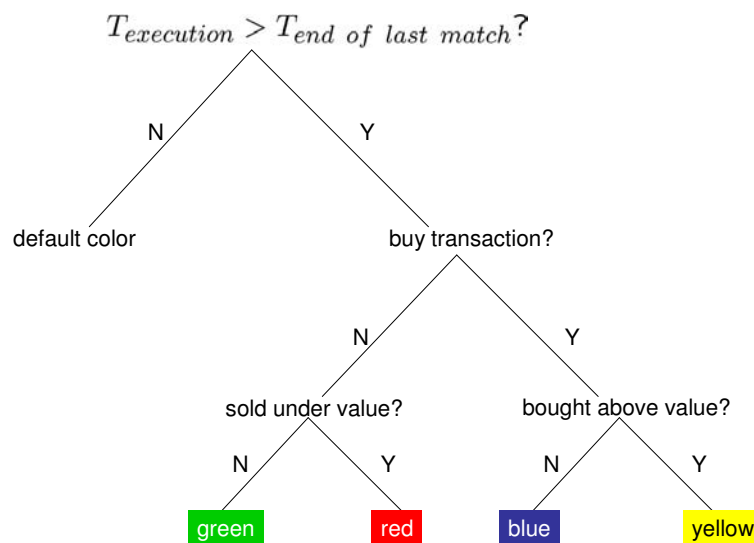 T_execution > T_end of last match?
N
Y
default color
buy transaction?
N
Y
sold under value?
bought above value?
N
Y
N
Y
green
red
blue
yellow